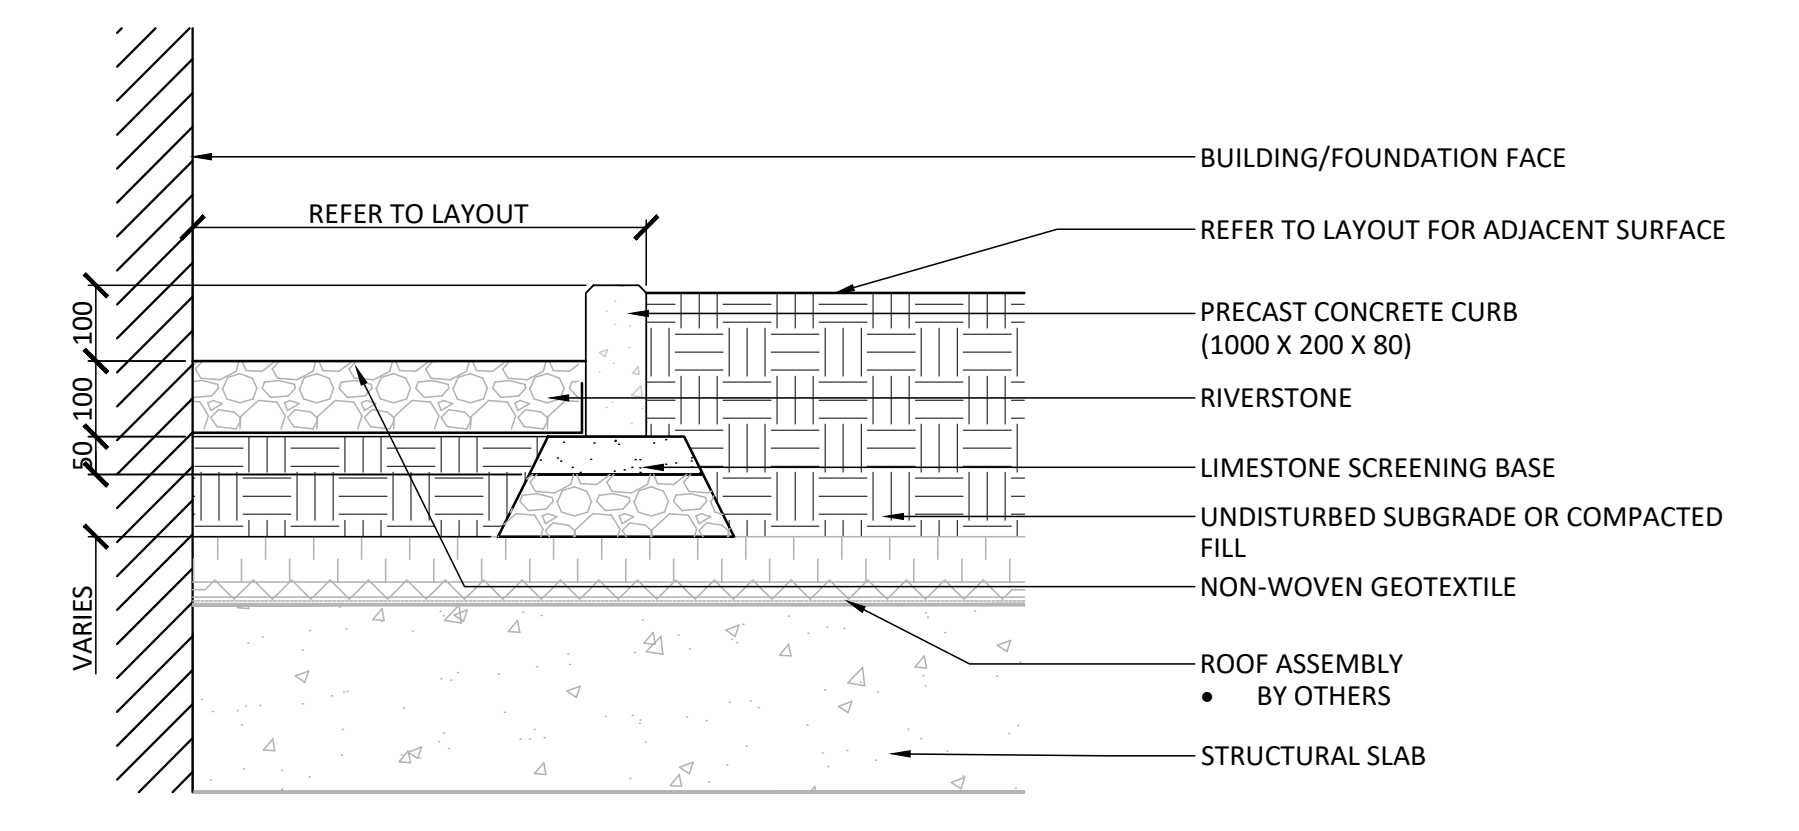 BUILDING/FOUNDATION FACE
REFER TO LAYOUT
REFER TO LAYOUT FOR ADJACENT SURFACE
100
PRECAST CONCRETE CURB
(1000 X 200 X 80)
100
RIVERSTONE
50
LIMESTONE SCREENING BASE
UNDISTURBED SUBGRADE OR COMPACTED
FILL
NON-WOVEN GEOTEXTILE
VARIES
ROOF ASSEMBLY
• BY OTHERS
STRUCTURAL SLAB